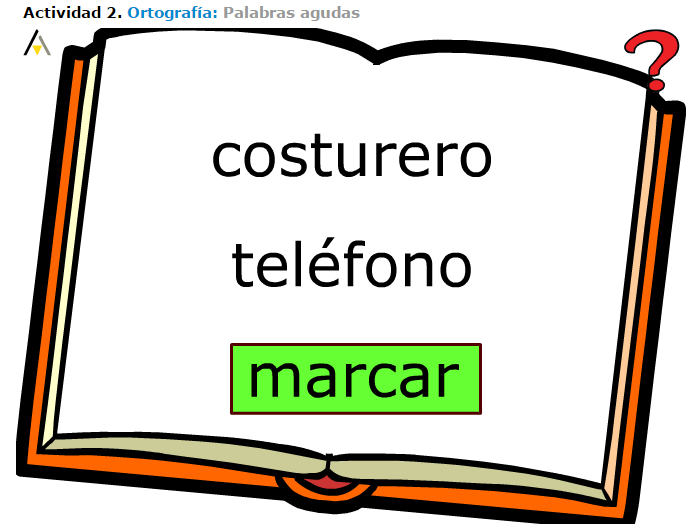 Actividad 2. Ortografía: Palabras agudas
?
costurero
teléfono
marcar